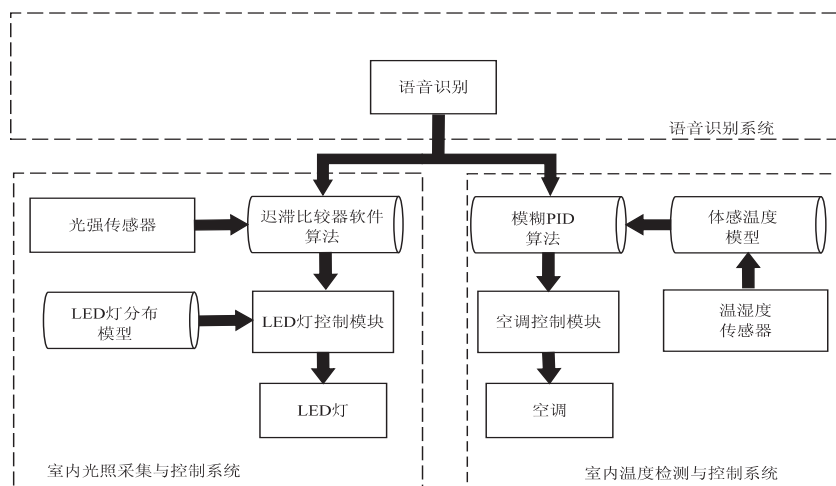 语音识别
语音识别系统
光强传感器
迟滞比较器软件
算法
模糊PID
算法
体感温度
模型
LED灯分布
模型
LED灯控制模块
空调控制模块
温湿度
传感器
LED灯
空调
室内光照采集与控制系统
室内温度检测与控制系统